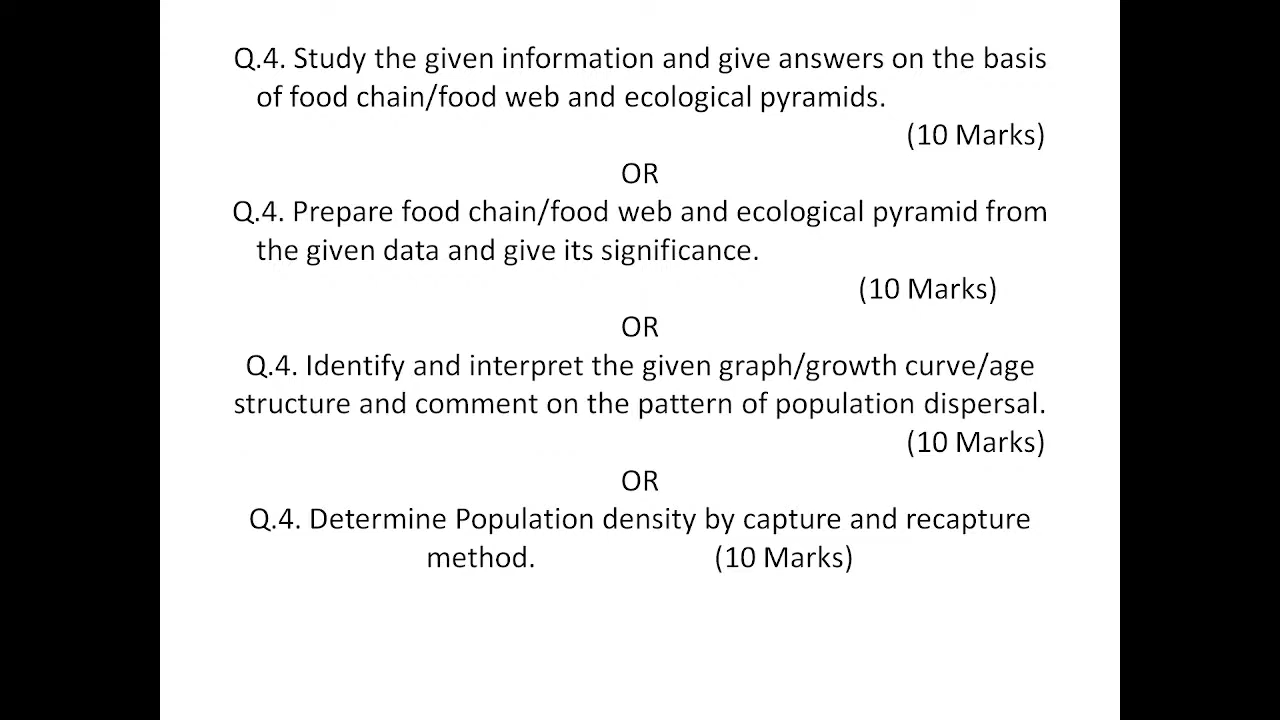 Q.4. Study the given information and give answers on the basis
of food chain/food web and ecological pyramids.
(10 Marks)
OR
Q.4. Prepare food chain/food web and ecological pyramid from
the given data and give its significance.
(10 Marks)
OR
Q.4. Identify and interpret the given graph/growth curve/age
structure and comment on the pattern of population dispersal.
(10 Marks)
OR
Q.4. Determine Population density by capture and recapture
method. (10 Marks)